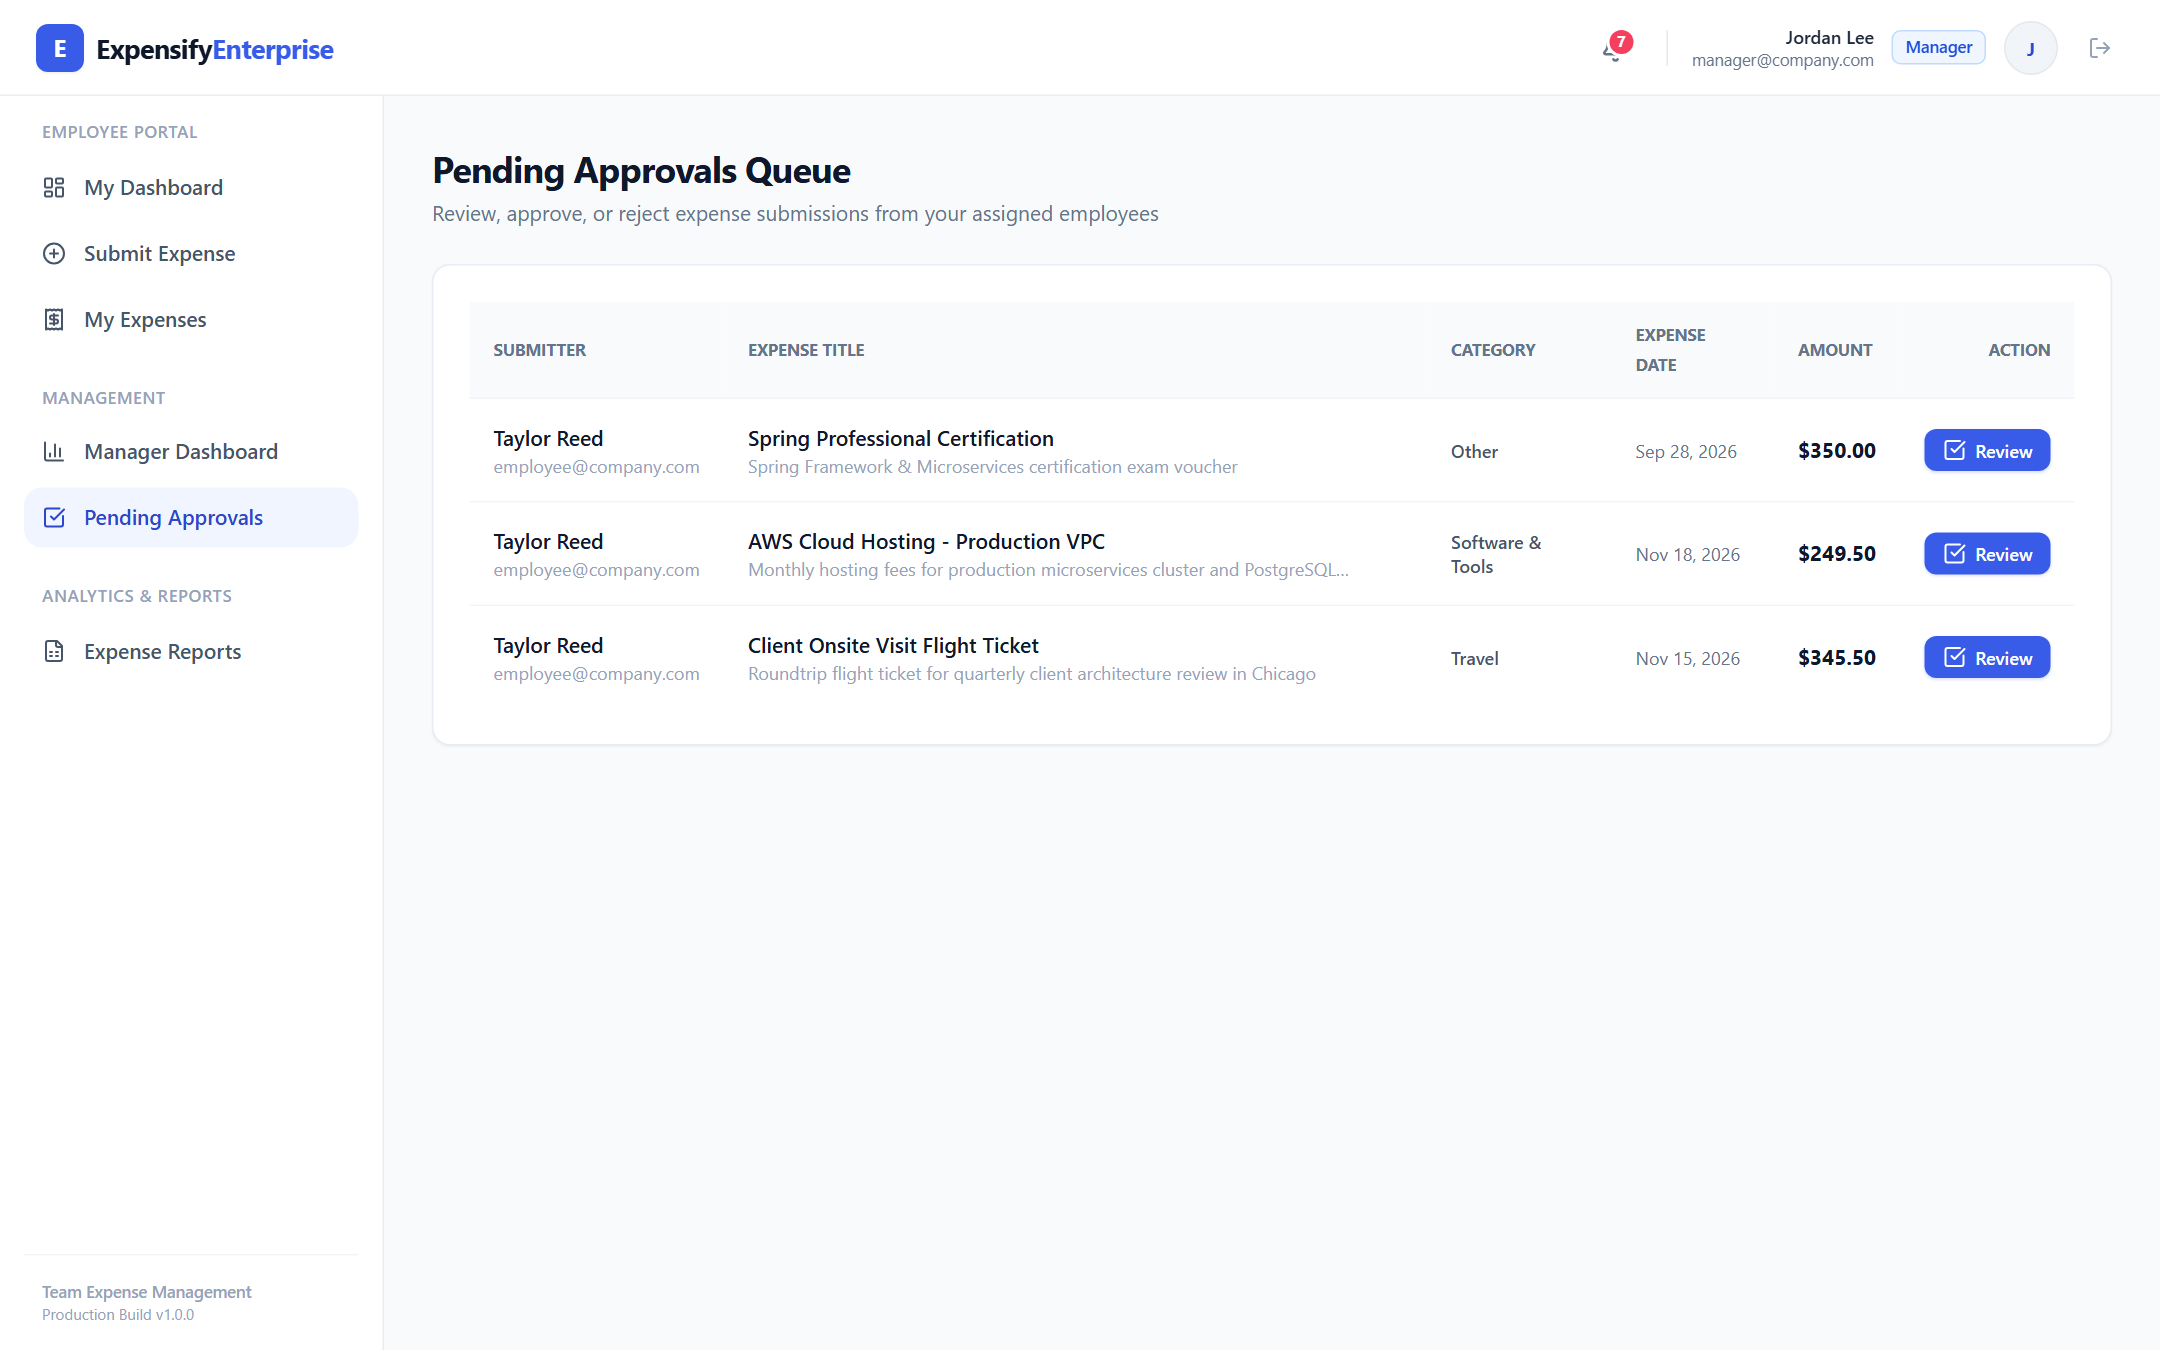 E ExpensifyEnterprise
7
Jordan Lee
manager@company.com
Manager
J
EMPLOYEE PORTAL
My Dashboard
Submit Expense
My Expenses
MANAGEMENT
Manager Dashboard
Pending Approvals
ANALYTICS & REPORTS
Expense Reports
Team Expense Management
Production Build v1.0.0
Pending Approvals Queue
Review, approve, or reject expense submissions from your assigned employees
SUBMITTER EXPENSE TITLE CATEGORY EXPENSE DATE AMOUNT ACTION
Taylor Reed Spring Professional Certification
employee@company.com Spring Framework & Microservices certification exam voucher
Other Sep 28, 2026 $350.00 Review
Taylor Reed AWS Cloud Hosting - Production VPC
employee@company.com Monthly hosting fees for production microservices cluster and PostgreSQL...
Software & Tools Nov 18, 2026 $249.50 Review
Taylor Reed Client Onsite Visit Flight Ticket
employee@company.com Roundtrip flight ticket for quarterly client architecture review in Chicago
Travel Nov 15, 2026 $345.50 Review